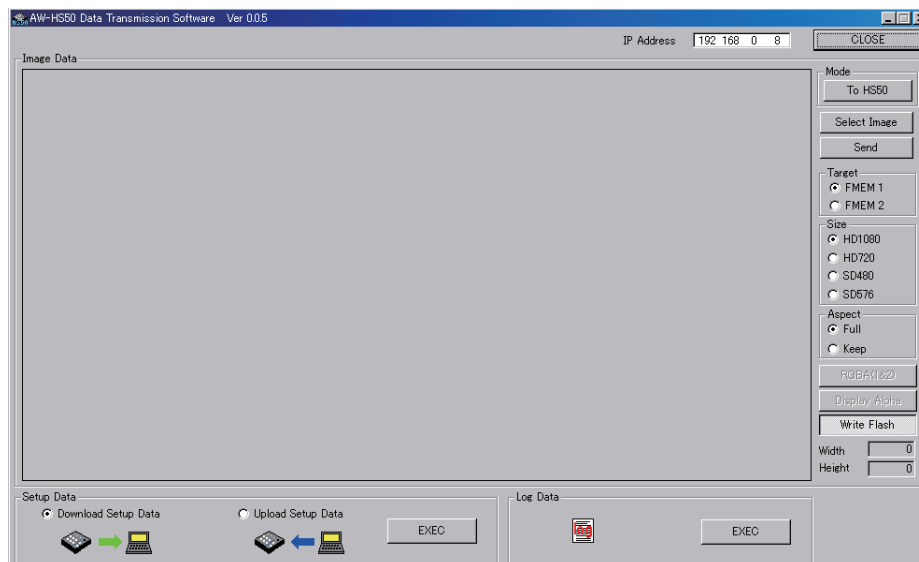 AW-HS50 Data Transmission Software Ver 0.0.5
IP Address 192 168 0 8 CLOSE
Image Data
Mode
To HS50
Select Image
Send
Target
FMEM 1
FMEM 2
Size
HD1080
HD720
SD480
SD576
Aspect
Full
Keep
RGBA(1&2)
Display Alpha
Write Flash
Width 0
Height 0
Setup Data
Download Setup Data
Upload Setup Data
EXEC
Log Data
EXEC